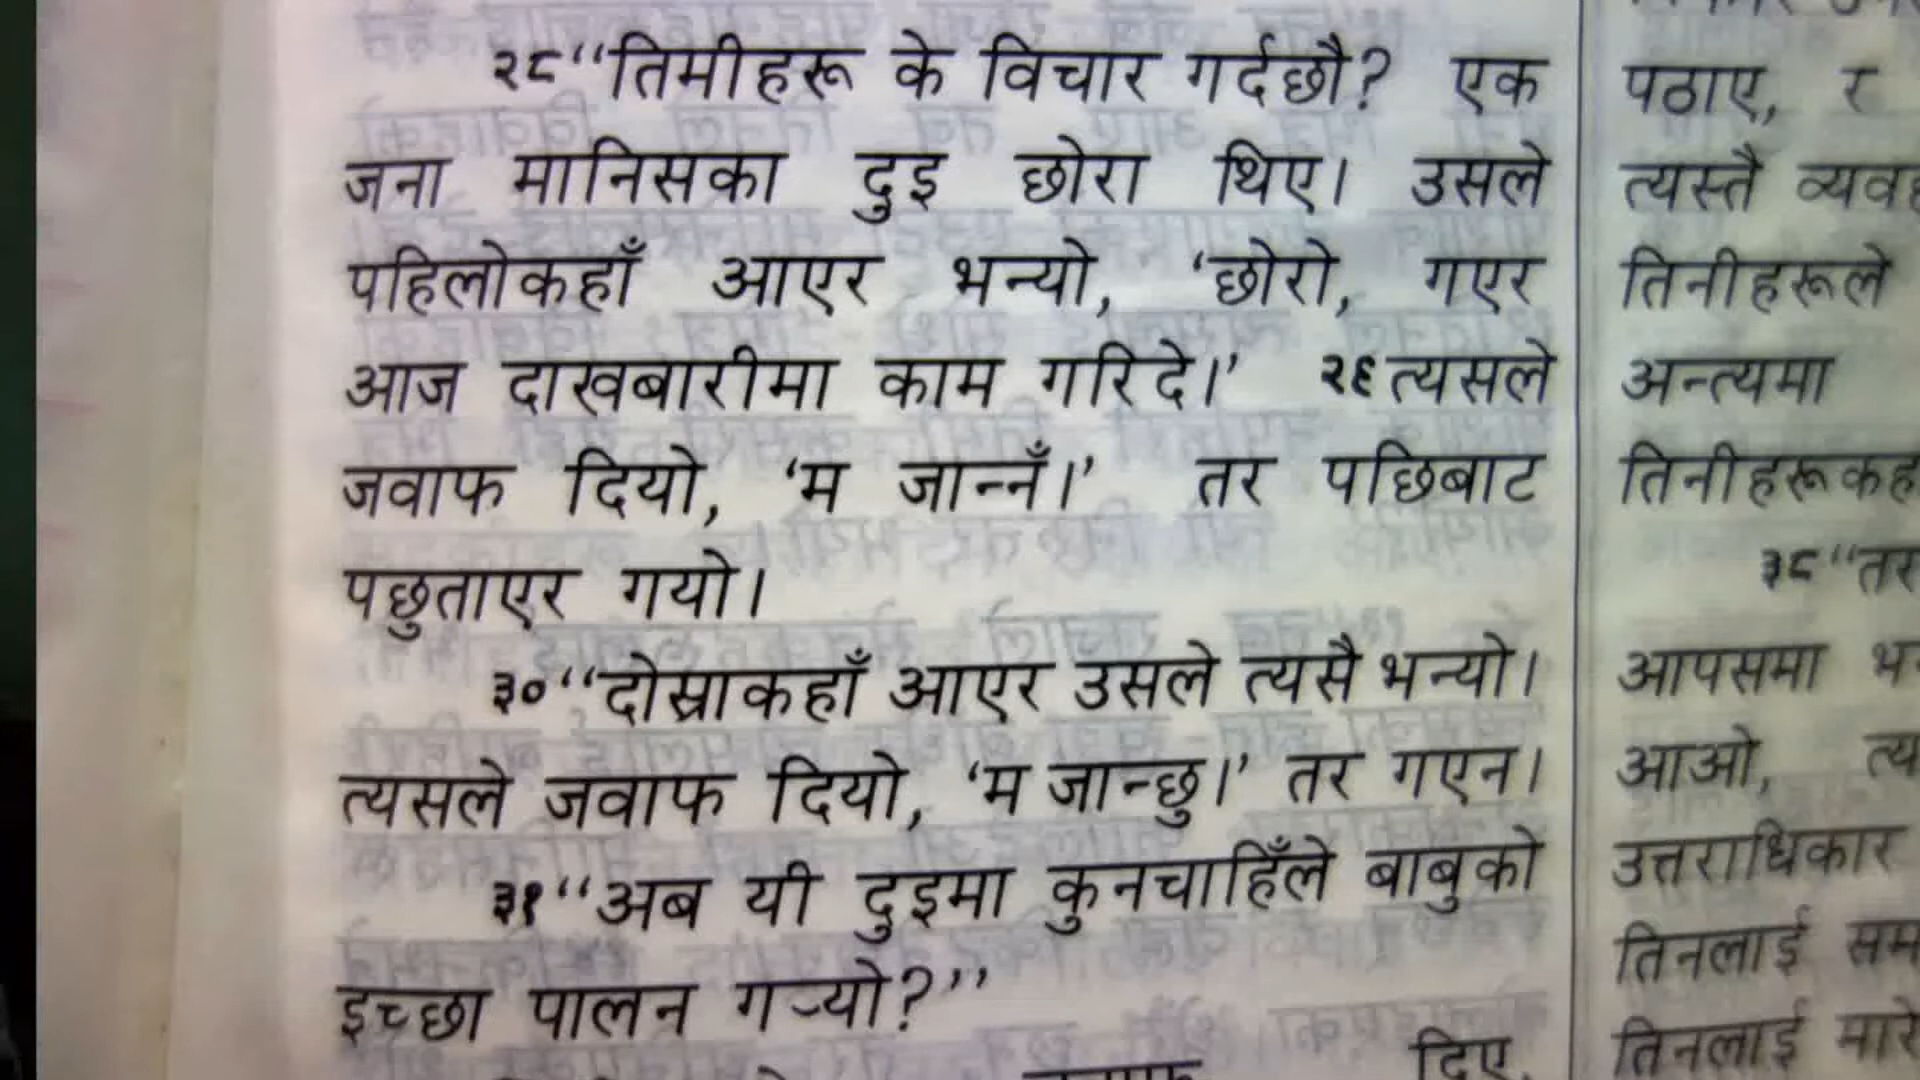 २८“तिमीहरू के विचार गर्दछौ? एक
जना मानिसका दुइ छोरा थिए। उसले
पहिलोकहाँ आएर भन्यो, ‘छोरो, गएर
आज दाखबारीमा काम गरिदे।’ २९त्यसले
जवाफ दियो, ‘म जान्नँ।’ तर पछिबाट
पछुताएर गयो।
३०“दोस्राकहाँ आएर उसले त्यसै भन्यो।
त्यसले जवाफ दियो, ‘म जान्छु।’ तर गएन।
३१“अब यी दुइमा कुनचाहिँले बाबुको
इच्छा पालन गर्‍यो?”
दिए,
पठाए, र
त्यस्तै
तिनीहरूले
अन्त्यमा
३८“तर
आपसमा
आओ,
उत्तराधिकार
तिनलाई
तिनलाई मारे